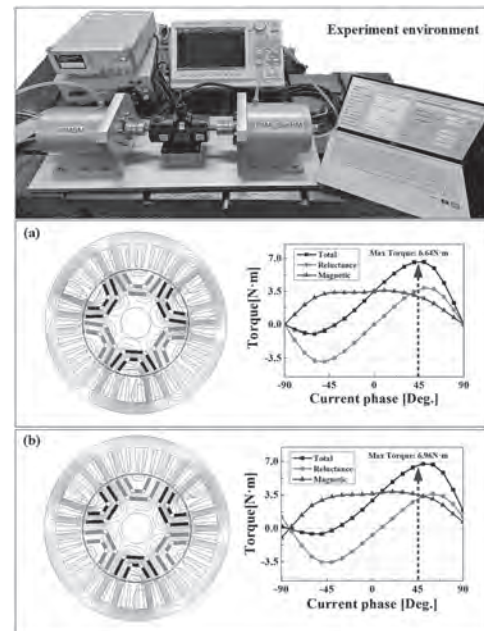 Experiment environment
(a)
Total
Reluctance
Magnetic
Max Torque: 6.64N·m
Torque[N·m]
7.0
3.5
0.0
-3.5
-90
-45
0
45
90
Current phase [Deg.]
(b)
Total
Reluctance
Magnetic
Max Torque: 6.96N·m
Torque[N·m]
7.0
3.5
0.0
-3.5
-90
-45
0
45
90
Current phase [Deg.]